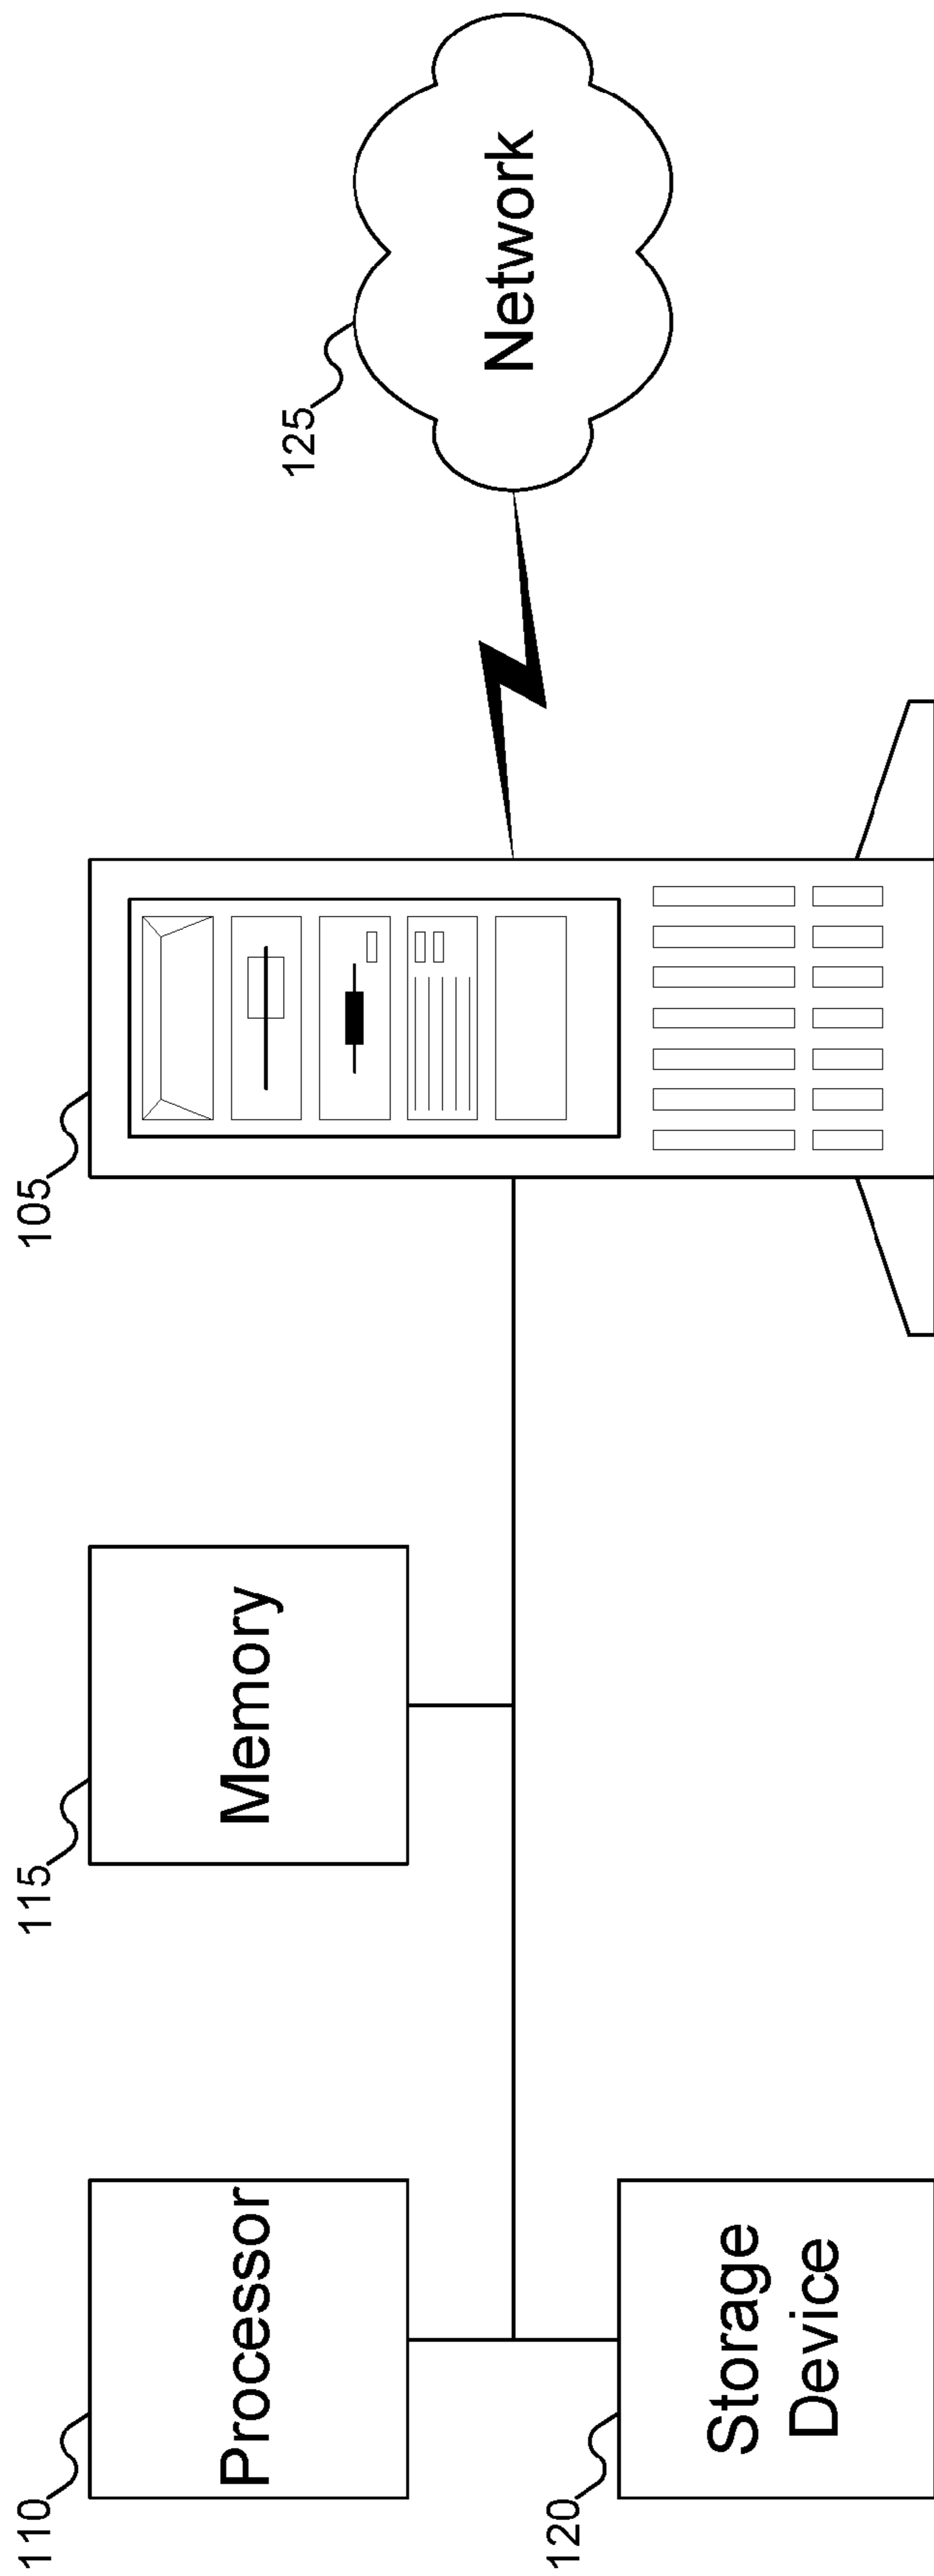 110
Processor
115
Memory
105
125
Network
120
Storage
Device